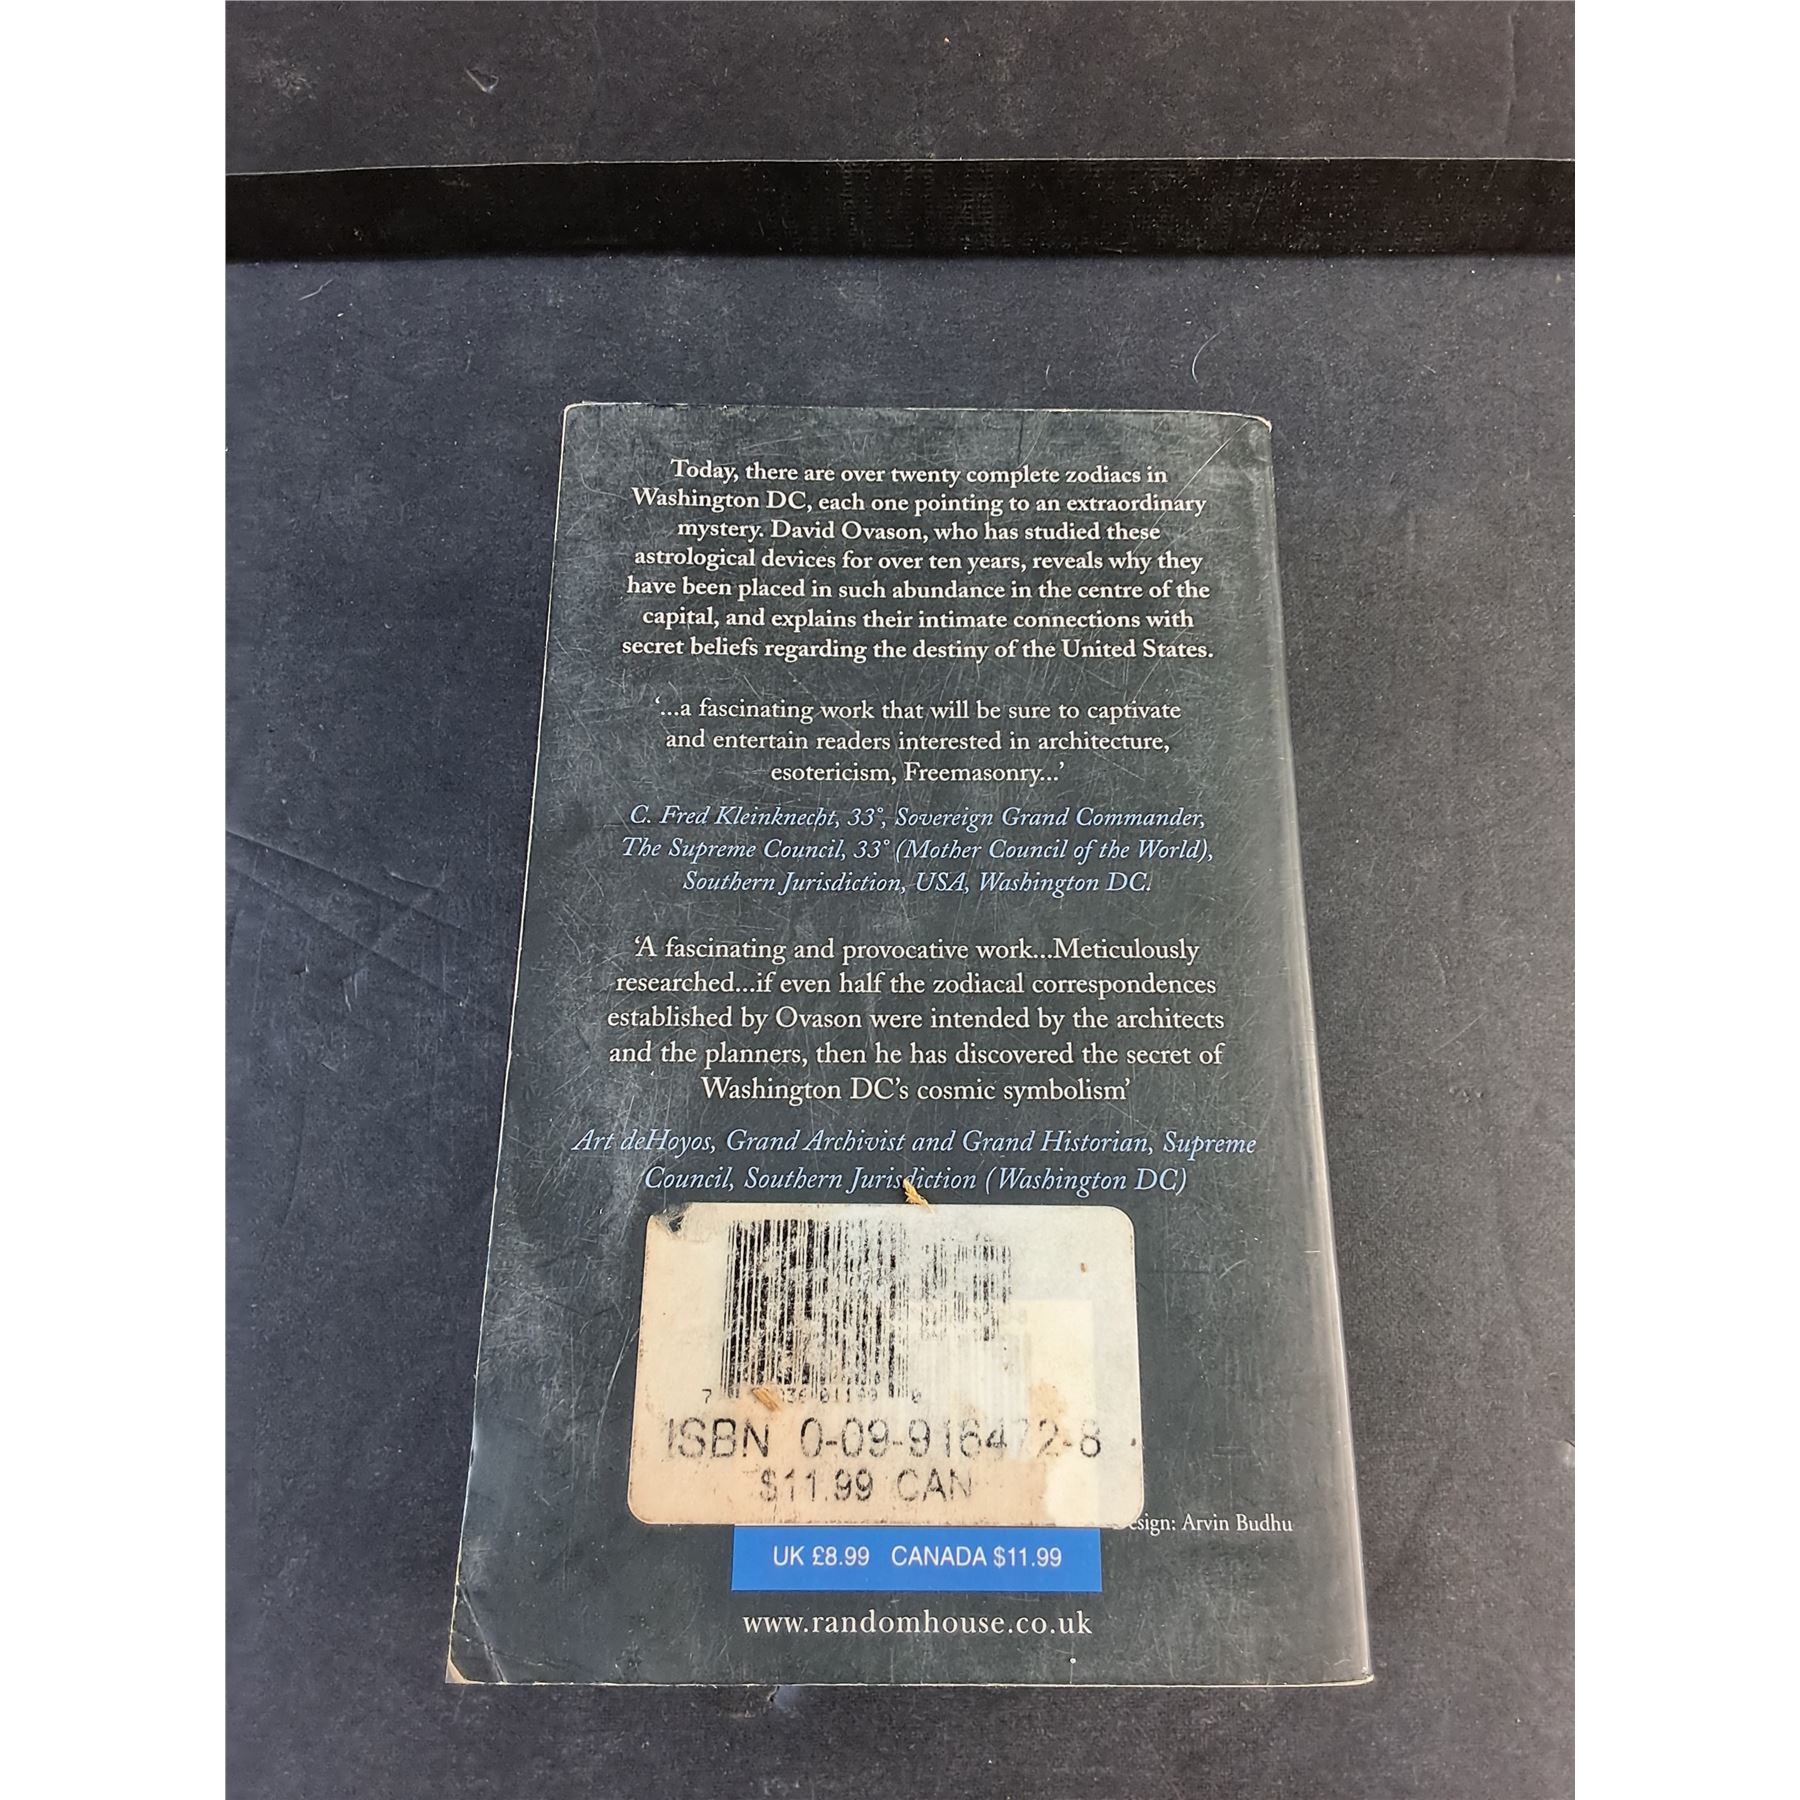 Today, there are over twenty complete zodiacs in
Washington DC, each one pointing to an extraordinary
mystery. David Ovason, who has studied these
astrological devices for over ten years, reveals why they
have been placed in such abundance in the centre of the
capital, and explains their intimate connections with
secret beliefs regarding the destiny of the United States.
‘...a fascinating work that will be sure to captivate
and entertain readers interested in architecture,
esotericism, Freemasonry...’
C. Fred Kleinknecht, 33°, Sovereign Grand Commander,
The Supreme Council, 33° (Mother Council of the World),
Southern Jurisdiction, USA, Washington DC.
‘A fascinating and provocative work...Meticulously
researched...if even half the zodiacal correspondences
established by Ovason were intended by the architects
and the planners, then he has discovered the secret of
Washington DC’s cosmic symbolism’
Art deHoyos, Grand Archivist and Grand Historian, Supreme
Council, Southern Jurisdiction (Washington DC)
ISBN 0-09-916472-8
$11.99 CAN
Arvin Budhu
UK £8.99 CANADA $11.99
www.randomhouse.co.uk